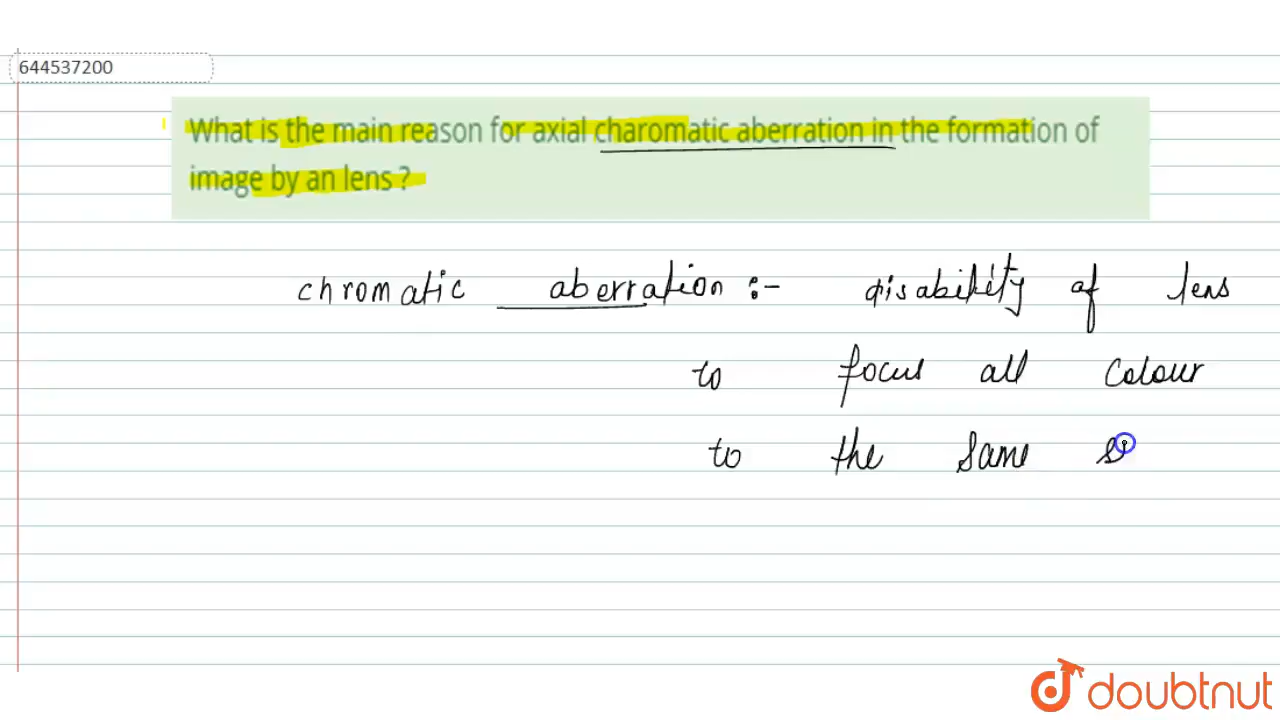 644537200
What is the main reason for axial charomatic aberration in the formation of
image by an lens ?
chromatic aberration :- disability of lens
to focus all colour
to the same s
doubtnut